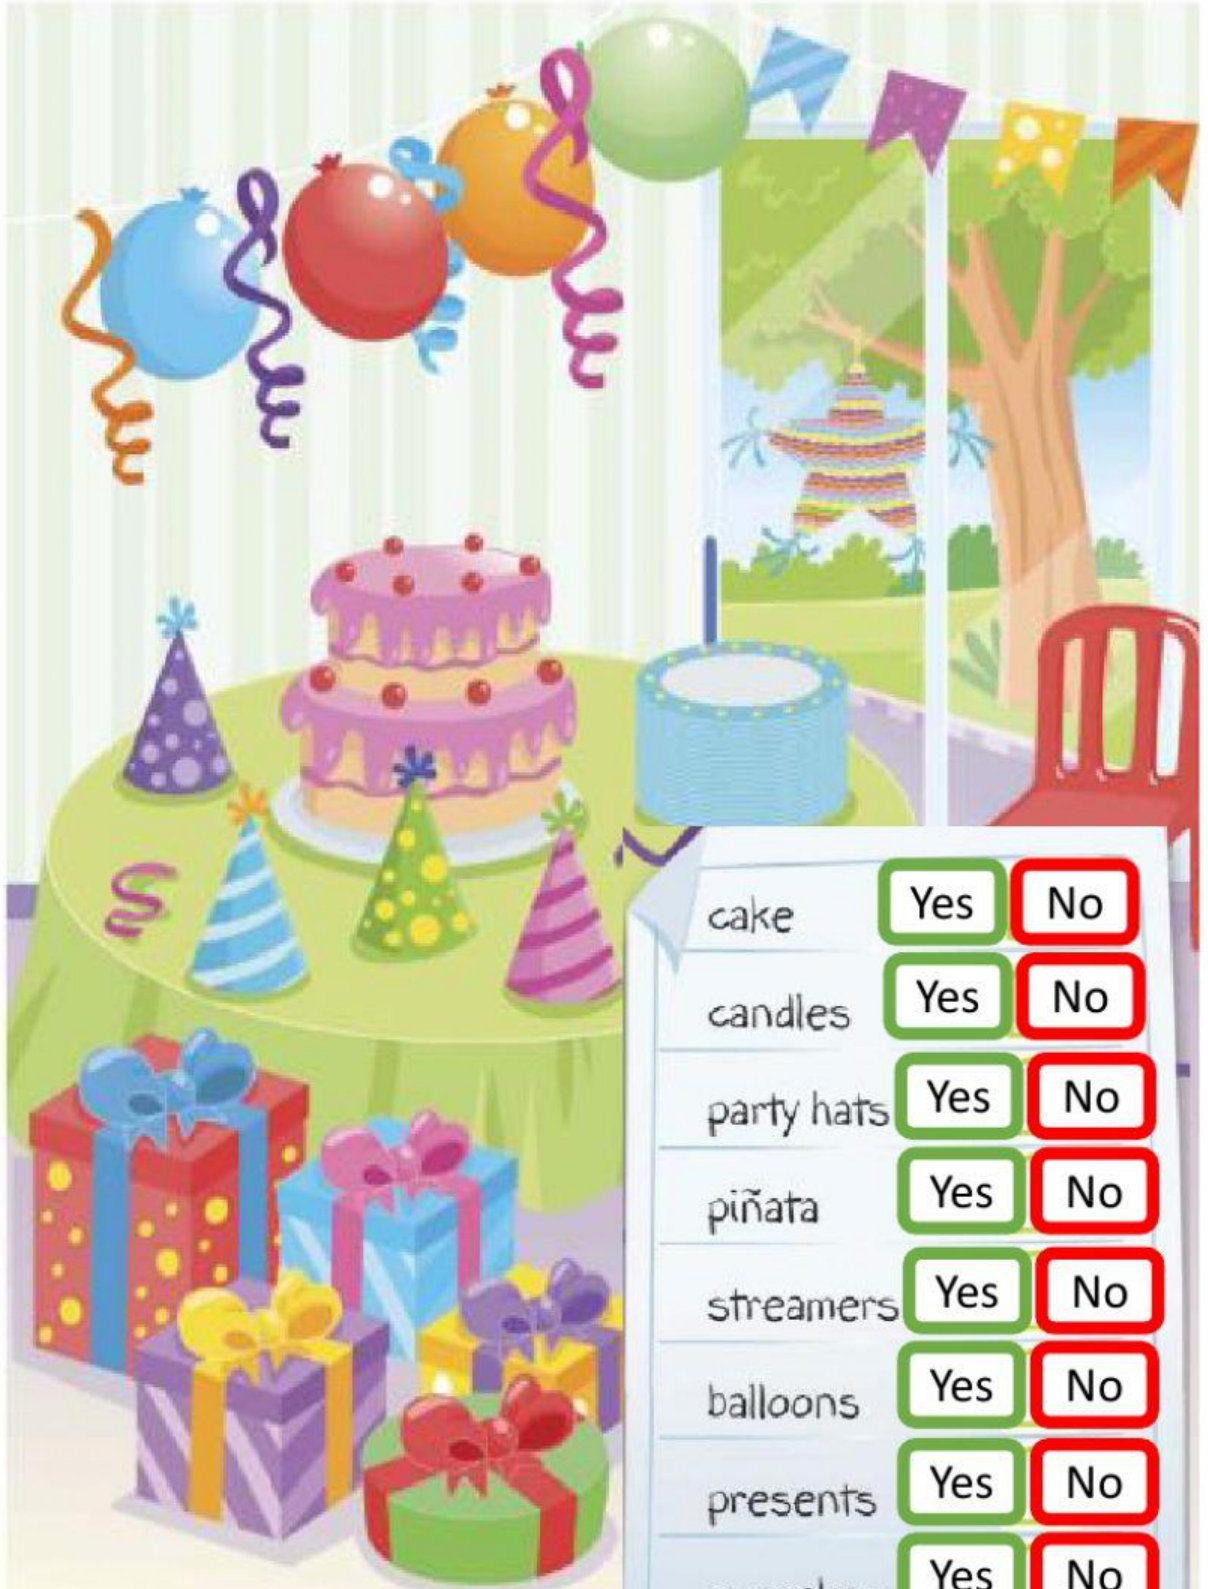 cake Yes No
candles Yes No
party hats Yes No
piñata Yes No
streamers Yes No
balloons Yes No
presents Yes No
Yes No